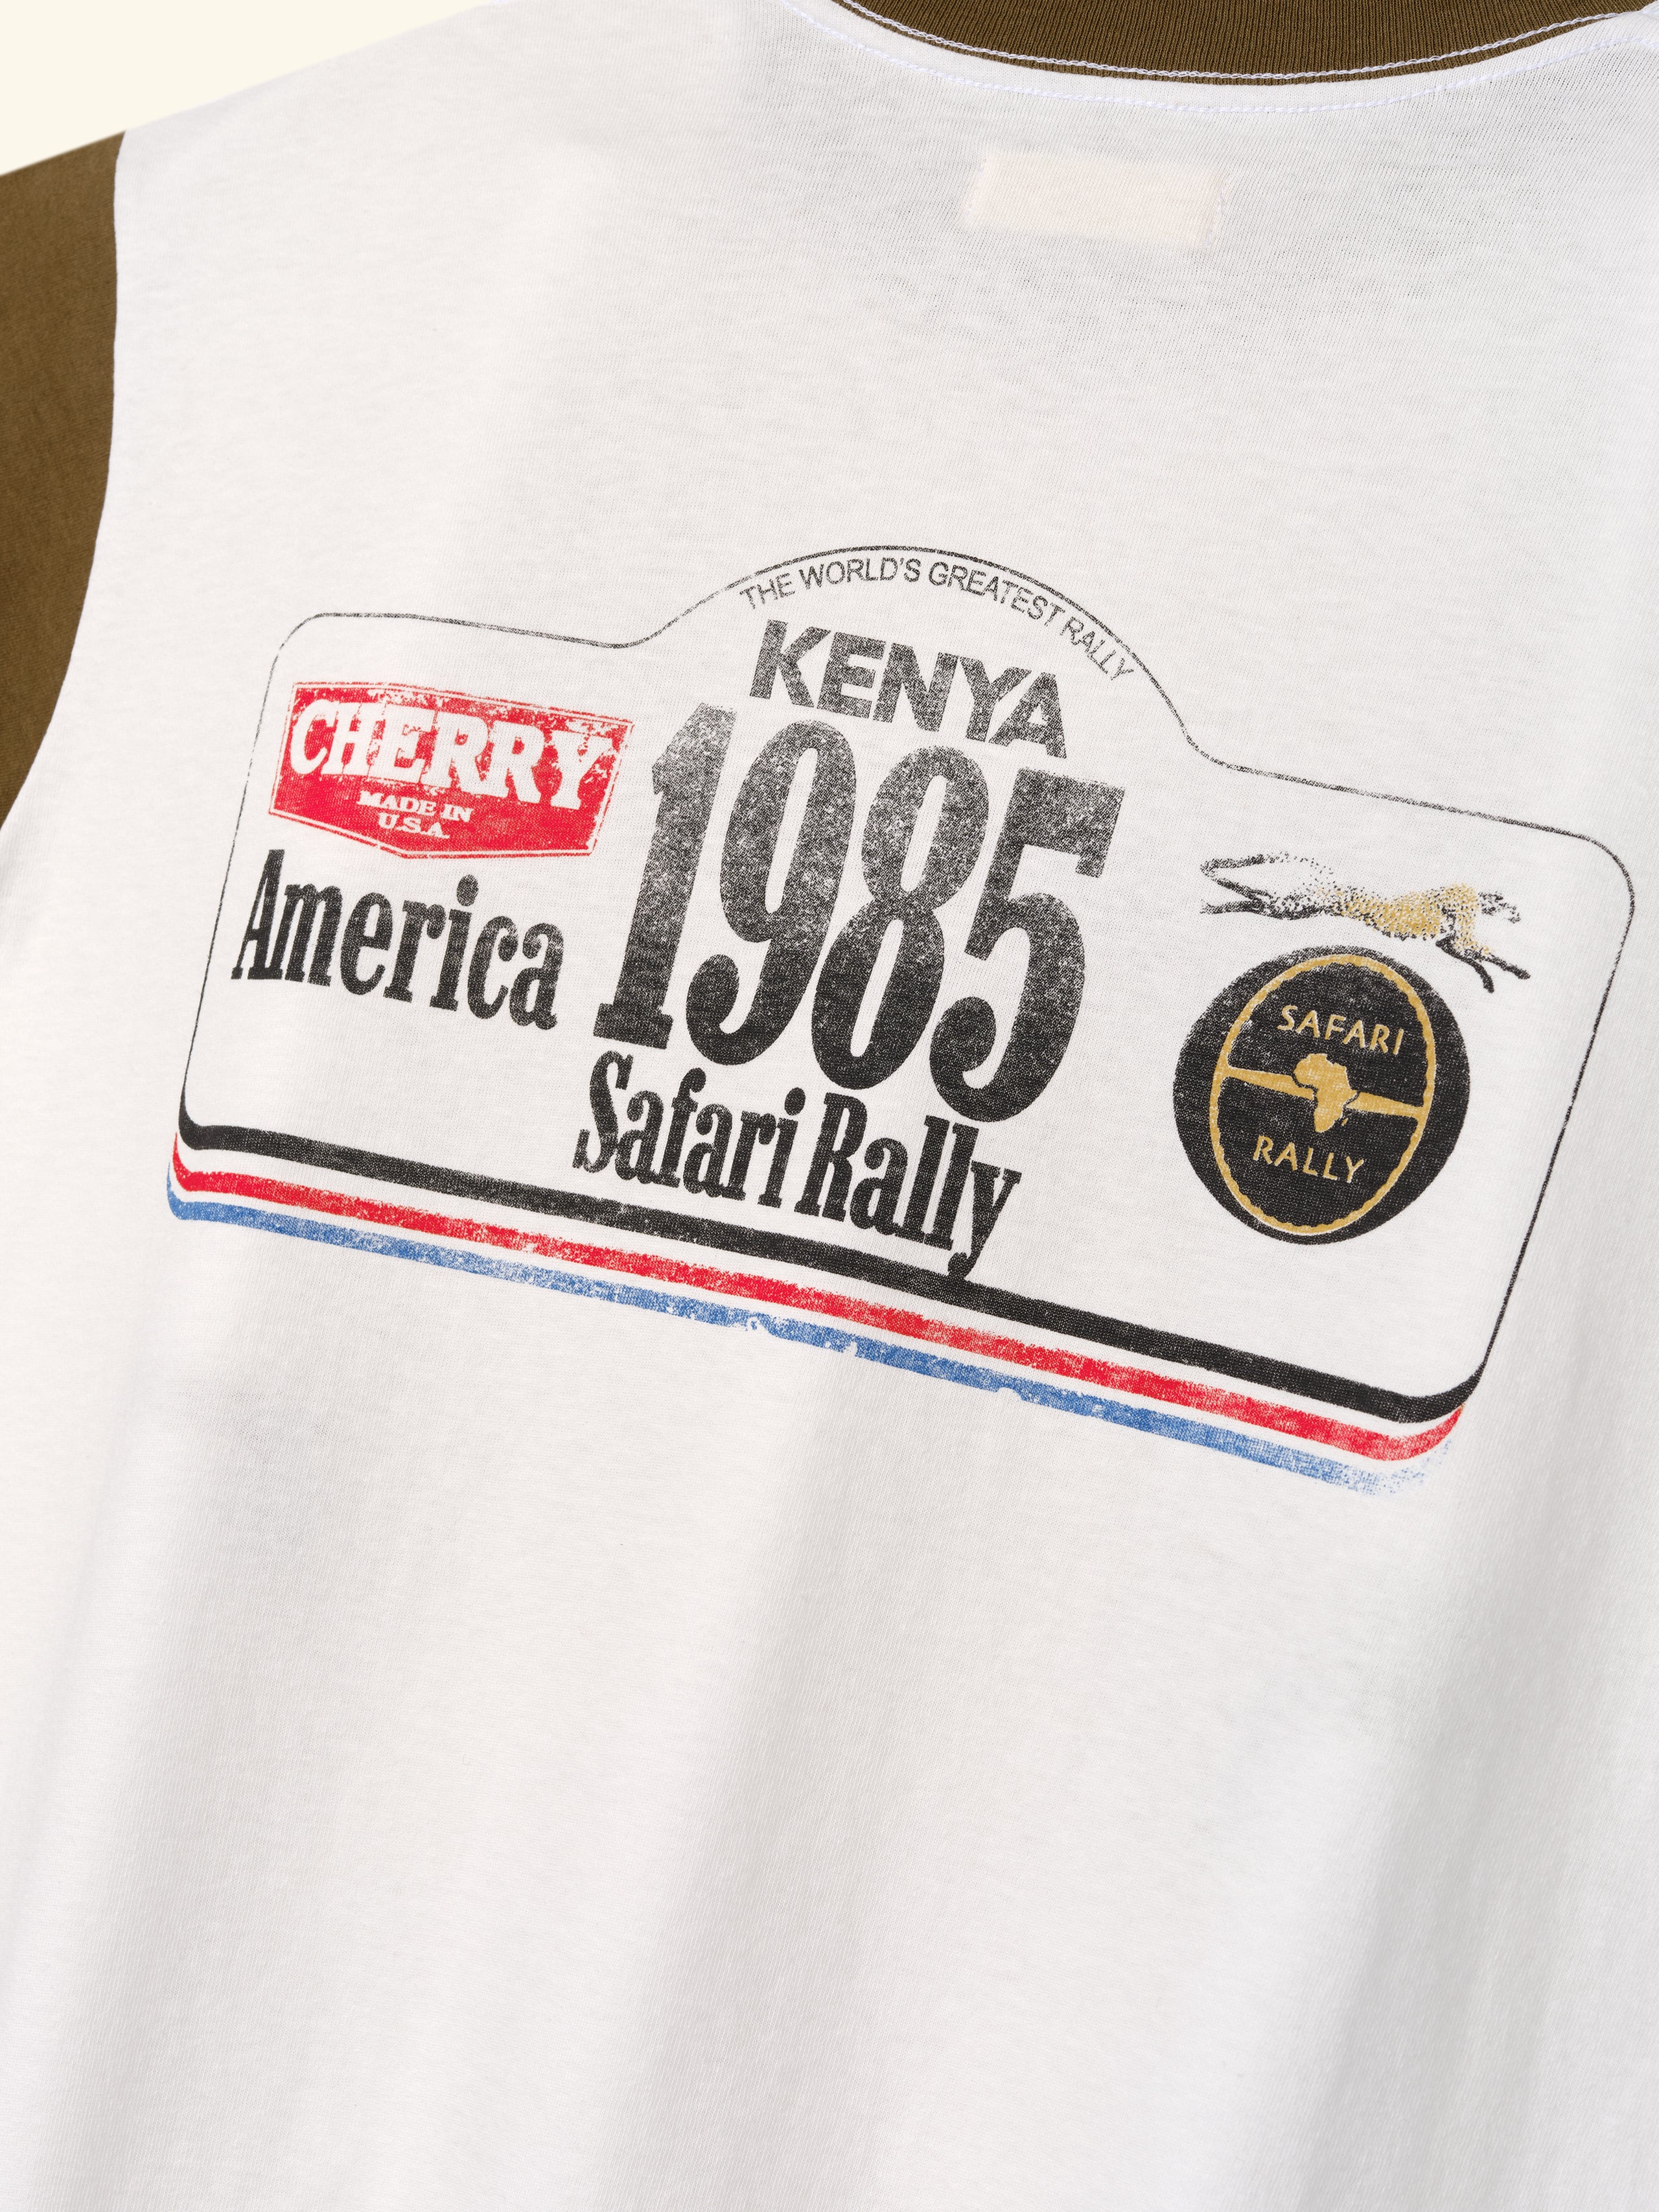 THE WORLD'S GREATEST RALLY
KENYA
1985
Safari Rally
CHERRY
MADE IN
U.S.A.
America
SAFARI
RALLY